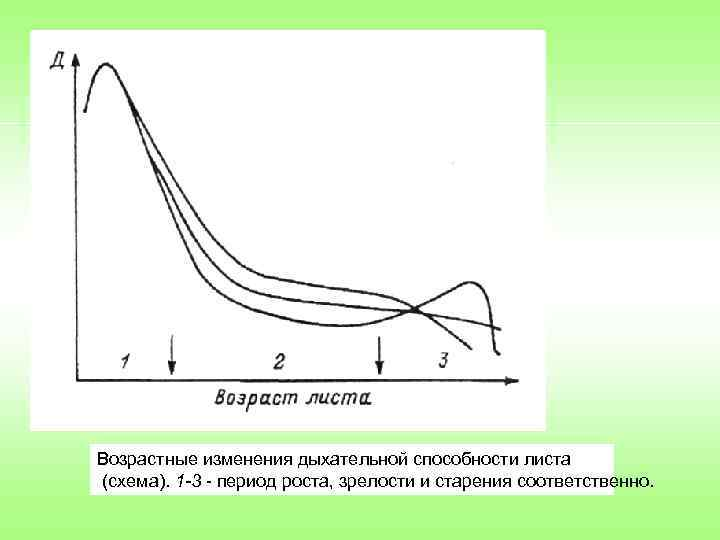 Д
1 2 3
Возраст листа
Возрастные изменения дыхательной способности листа
(схема). 1-3 - период роста, зрелости и старения соответственно.